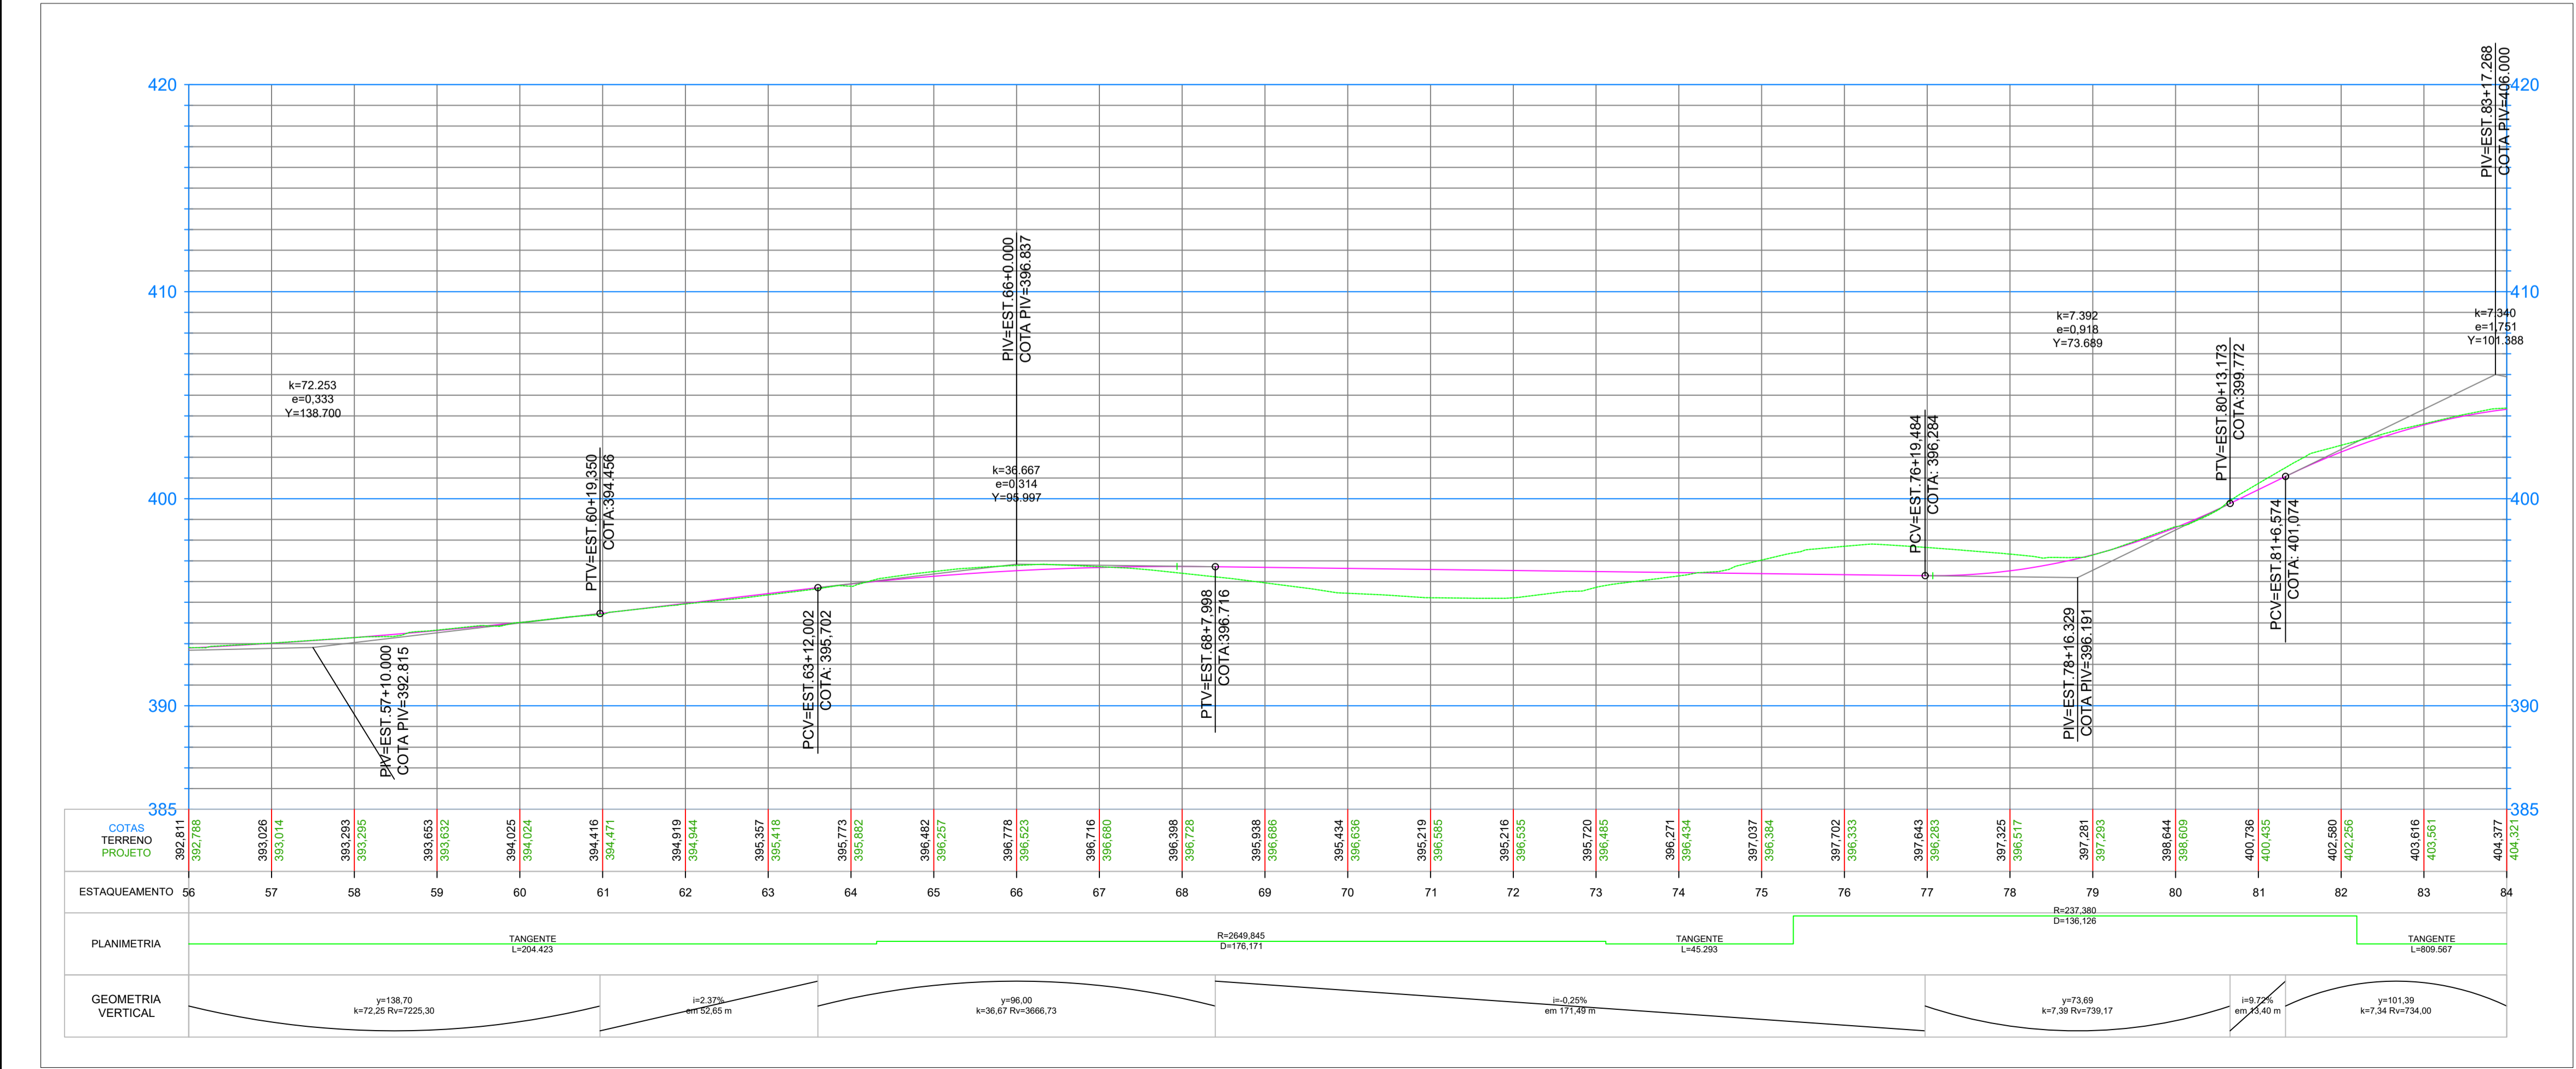 420
420
410
410
400
400
390
390
385
385
k=72.253
e=0,333
Y=138.700
PIV=EST.57+10.000
COTA PIV=392.815
PTV=EST.60+19,350
COTA:394.456
PCV=EST.63+12,002
COTA: 395,702
PIV=EST.66+0.000
COTA PIV=396.837
k=36.667
e=0.314
Y=95.997
PTV=EST.68+7,998
COTA:396.716
PCV=EST.76+19,484
COTA: 396,284
k=7.392
e=0,918
Y=73.689
PIV=EST.78+16.329
COTA PIV=396.191
PTV=EST.80+13,173
COTA:399.772
PCV=EST.81+6,574
COTA: 401,074
PIV=EST.83+17.268
COTA PIV=406.000
k=7.340
e=1,751
Y=101.388
COTAS
TERRENO
PROJETO
392,811
392,788
393,026
393,014
393,293
393,295
393,653
393,632
394,025
394,024
394,416
394,471
394,919
394,944
395,357
395,418
395,773
395,882
396,482
396,257
396,778
396,523
396,716
396,680
396,398
396,728
395,938
396,686
395,434
396,636
395,219
396,585
395,216
396,535
395,720
396,485
396,271
396,434
397,037
396,384
397,702
396,333
397,643
396,283
397,325
396,517
397,281
397,293
398,644
398,609
400,736
400,435
402,580
402,256
403,616
403,561
404,377
404,321
ESTAQUEAMENTO 56 57 58 59 60 61 62 63 64 65 66 67 68 69 70 71 72 73 74 75 76 77 78 79 80 81 82 83 84
PLANIMETRIA
TANGENTE
L=204.423
R=2649,845
D=176,171
TANGENTE
L=45.293
R=237,380
D=136,126
TANGENTE
L=809.567
GEOMETRIA
VERTICAL
y=138,70
k=72,25 Rv=7225,30
i=2.37%
em 52,65 m
y=96,00
k=36,67 Rv=3666,73
i=-0,25%
em 171,49 m
y=73,69
k=7,39 Rv=739,17
i=9.72%
em 13,40 m
y=101,39
k=7,34 Rv=734,00